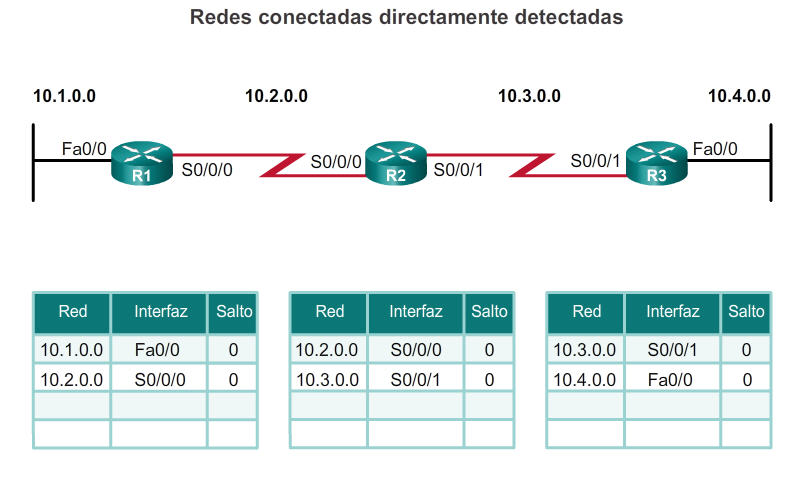 Redes conectadas directamente detectadas
10.1.0.0 10.2.0.0 10.3.0.0 10.4.0.0
Fa0/0 R1 S0/0/0 S0/0/0 R2 S0/0/1 S0/0/1 R3 Fa0/0
Red Interfaz Salto
10.1.0.0 Fa0/0 0
10.2.0.0 S0/0/0 0
Red Interfaz Salto
10.2.0.0 S0/0/0 0
10.3.0.0 S0/0/1 0
Red Interfaz Salto
10.3.0.0 S0/0/1 0
10.4.0.0 Fa0/0 0